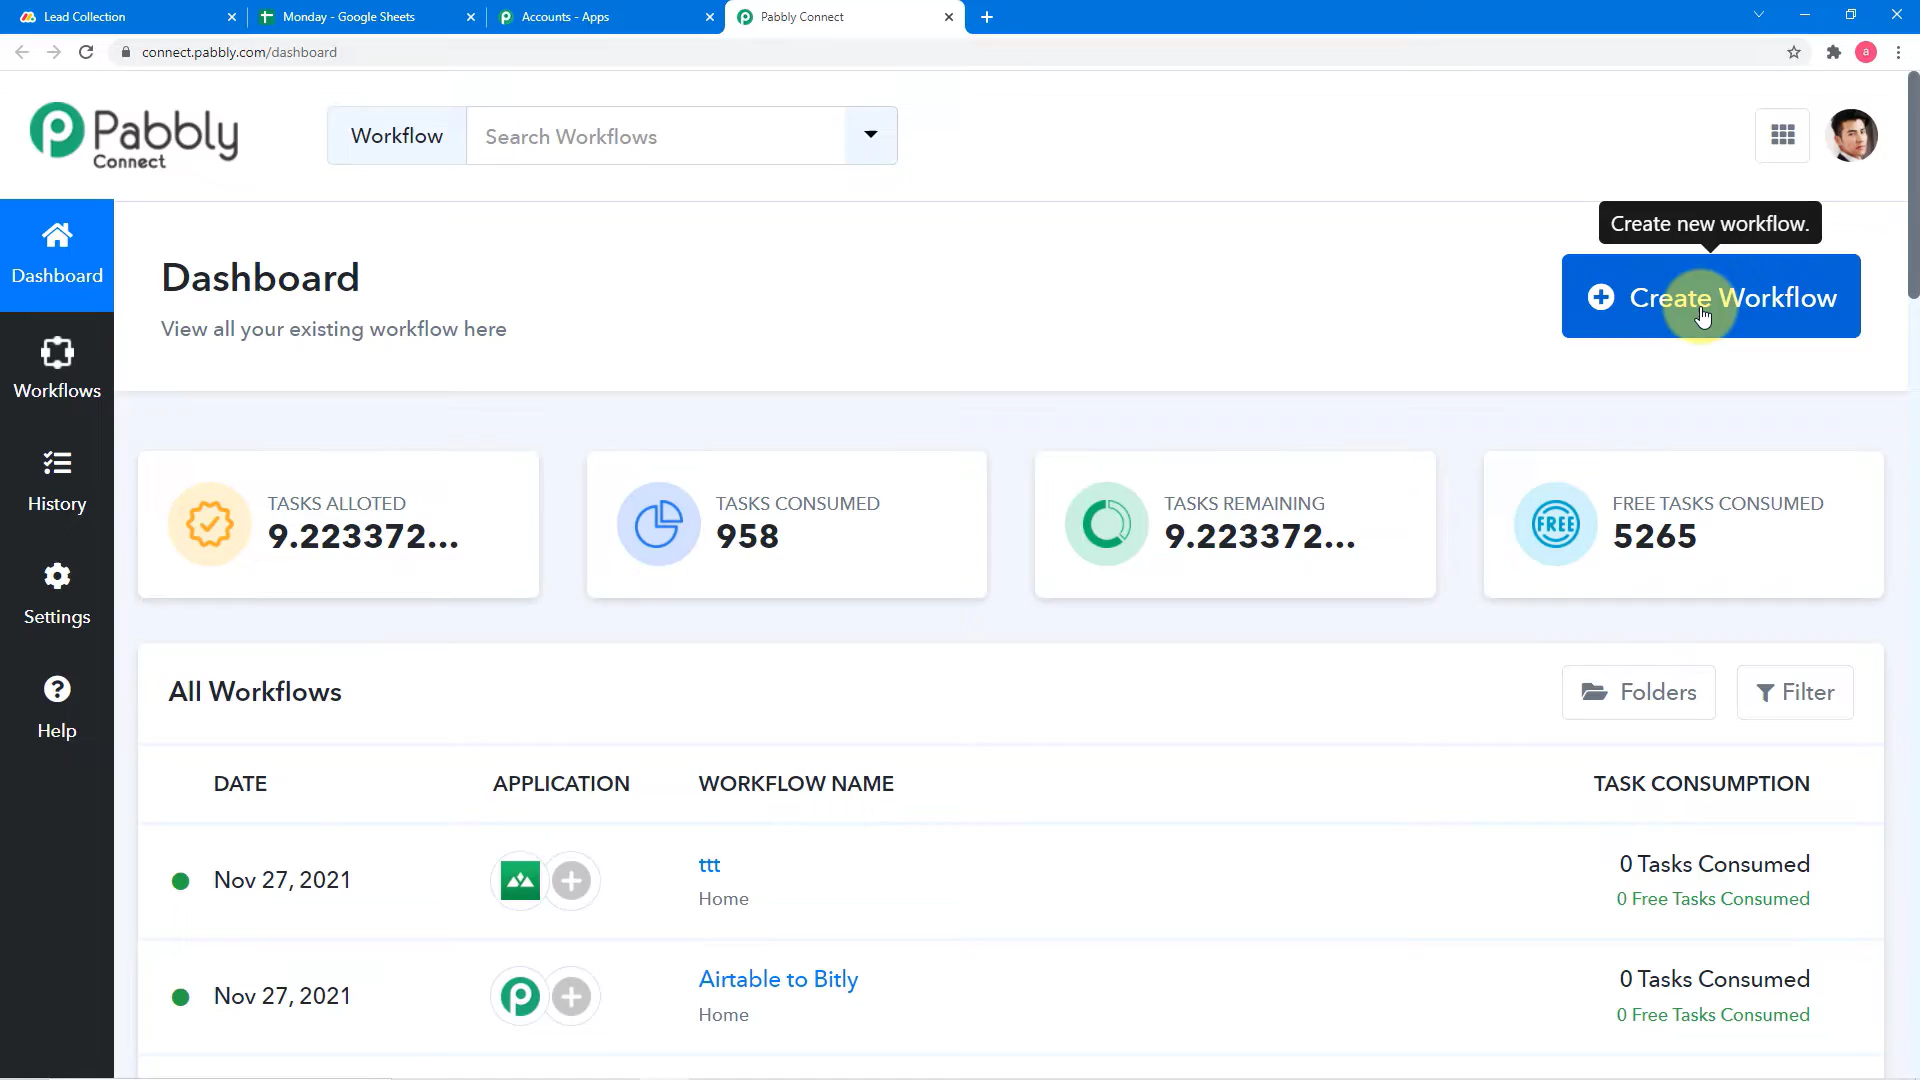 Lead Collection
Monday - Google Sheets
Accounts - Apps
Pabbly Connect
connect.pabbly.com/dashboard
a
Pabbly
Connect
Workflow
Search Workflows
Create new workflow.
Dashboard
Dashboard
View all your existing workflow here
Create Workflow
Workflows
History
Settings
Help
TASKS ALLOTED
9.223372...
TASKS CONSUMED
958
TASKS REMAINING
9.223372...
FREE
FREE TASKS CONSUMED
5265
All Workflows
Folders
Filter
DATE APPLICATION WORKFLOW NAME TASK CONSUMPTION
Nov 27, 2021
ttt
Home
0 Tasks Consumed
0 Free Tasks Consumed
Nov 27, 2021
Airtable to Bitly
Home
0 Tasks Consumed
0 Free Tasks Consumed